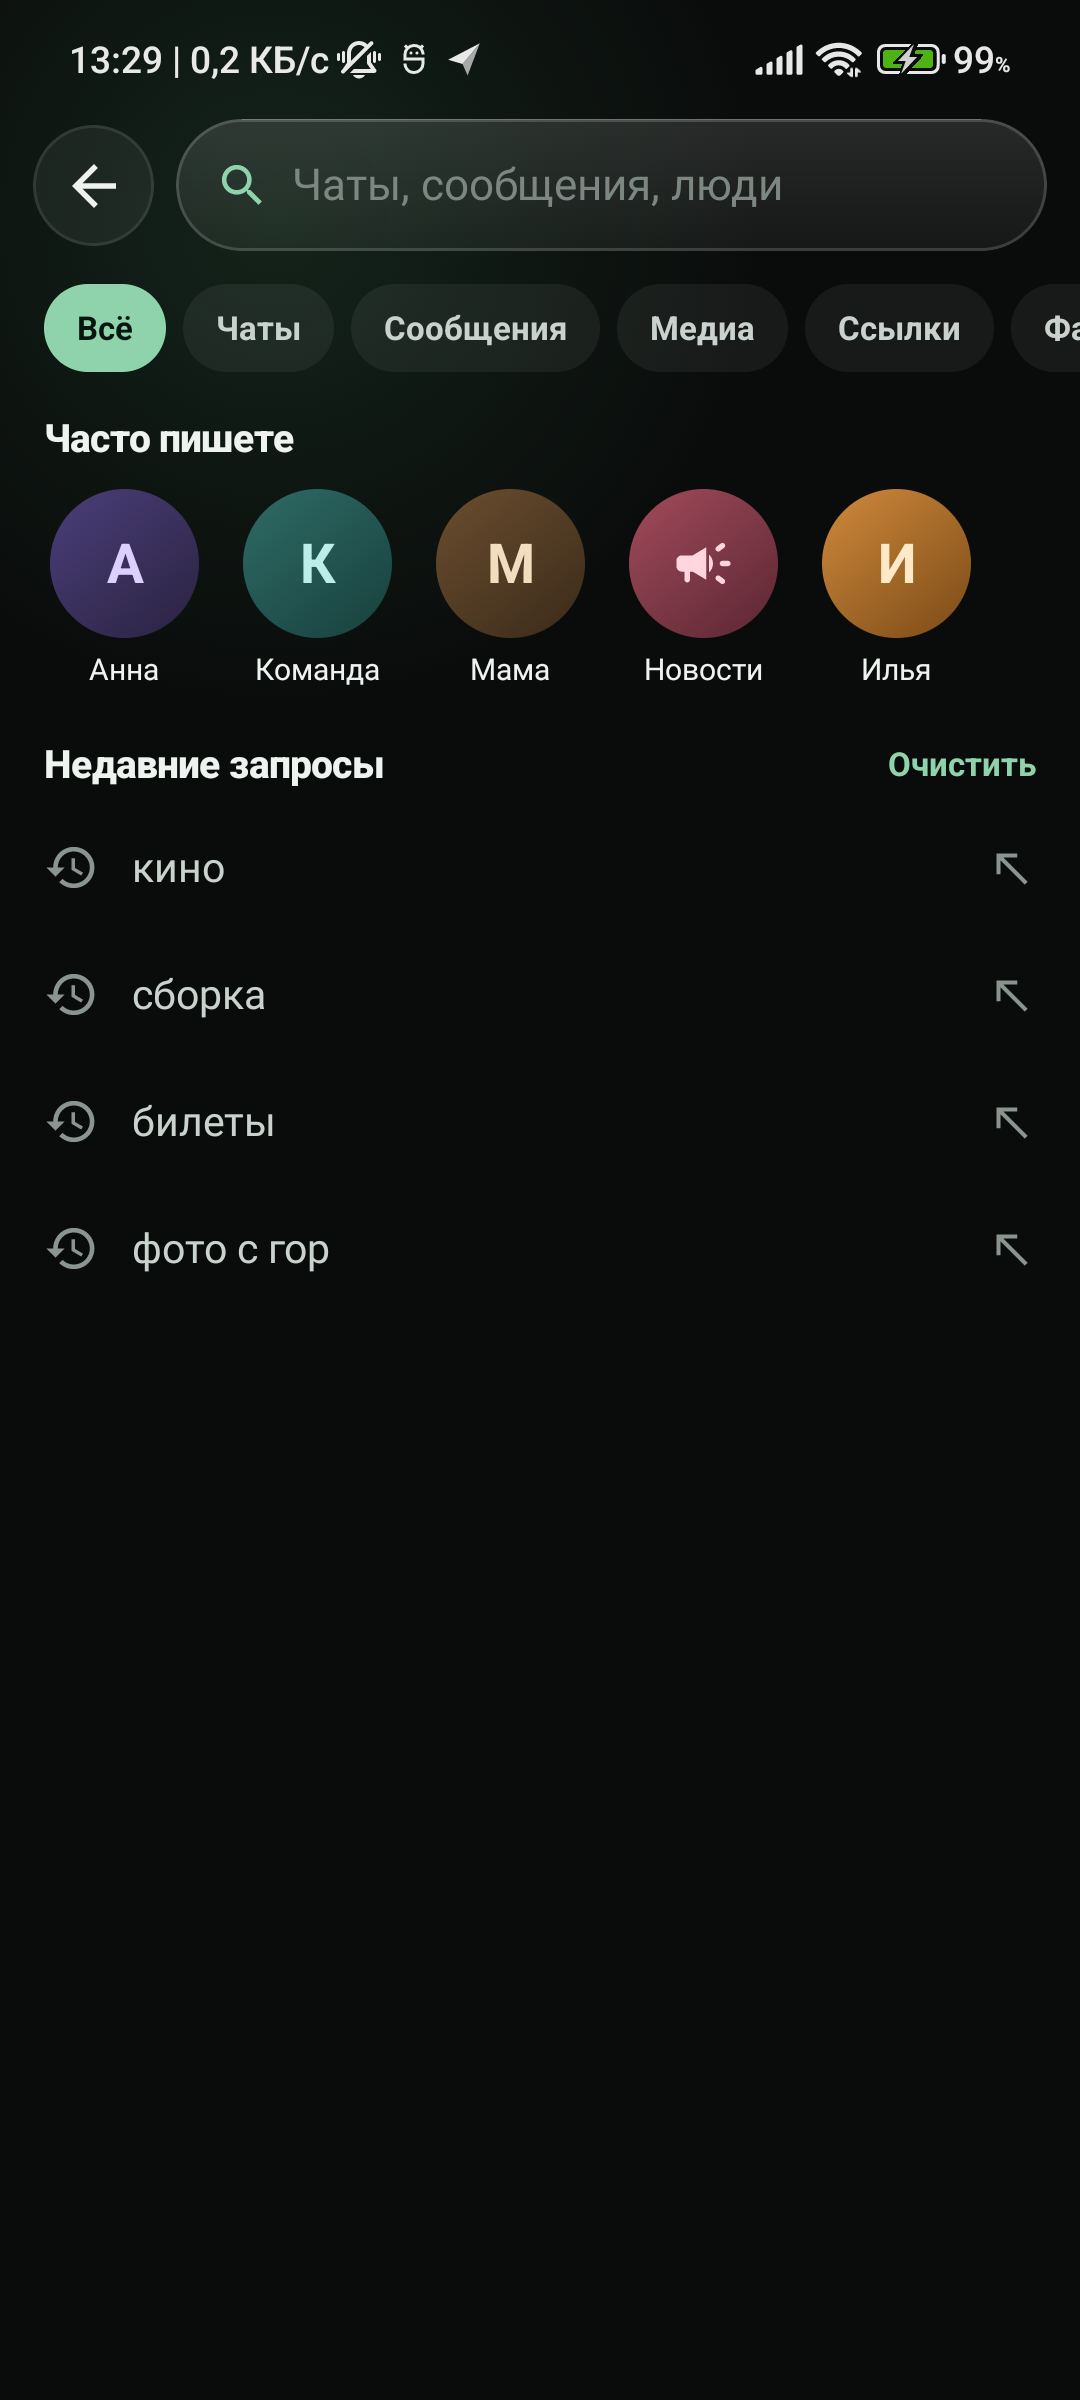 13:29 | 0,2 КБ/с 99%
Чаты, сообщения, люди
Всё Чаты Сообщения Медиа Ссылки Фа
Часто пишете
А К М И
Анна Команда Мама Новости Илья
Недавние запросы Очистить
кино
сборка
билеты
фото с гор